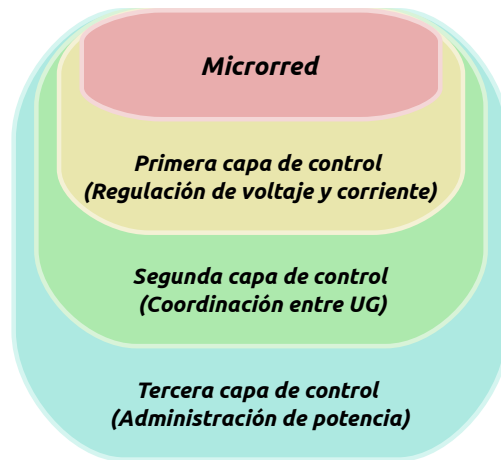 Microrred
Primera capa de control
(Regulación de voltaje y corriente)
Segunda capa de control
(Coordinación entre UG)
Tercera capa de control
(Administración de potencia)